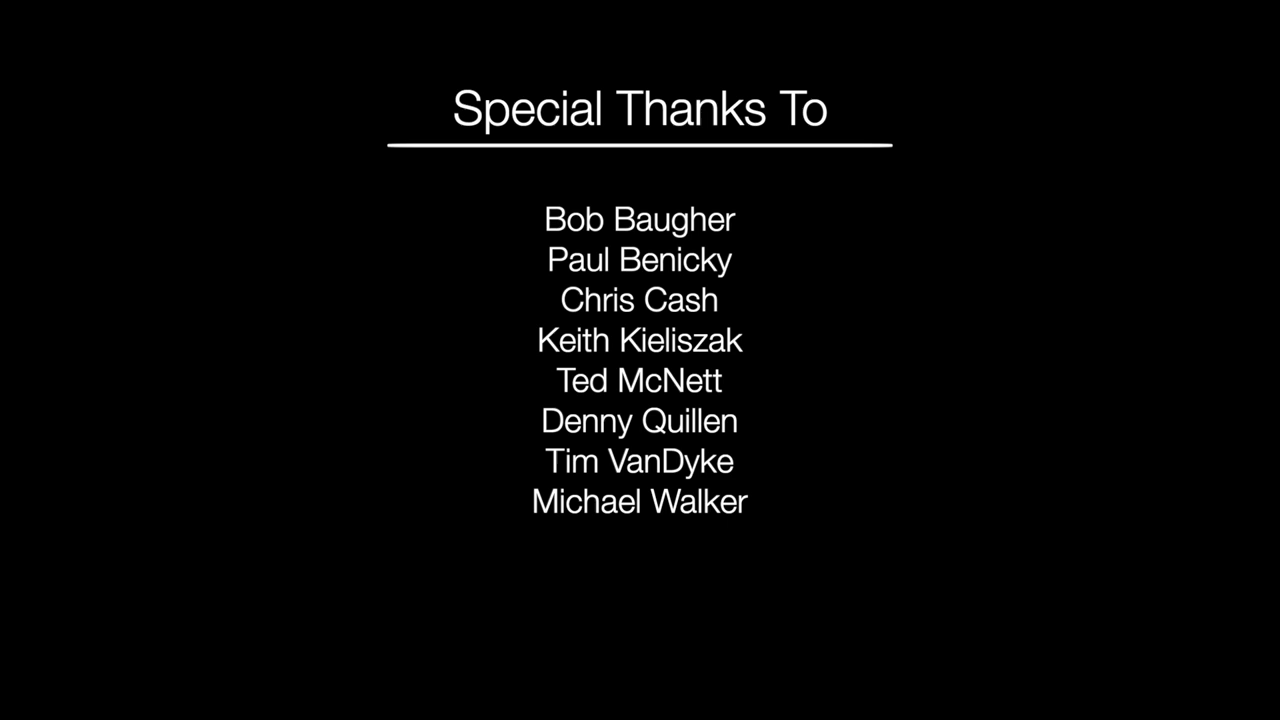 Special Thanks To
Bob Baugher
Paul Benicky
Chris Cash
Keith Kieliszak
Ted McNett
Denny Quillen
Tim VanDyke
Michael Walker